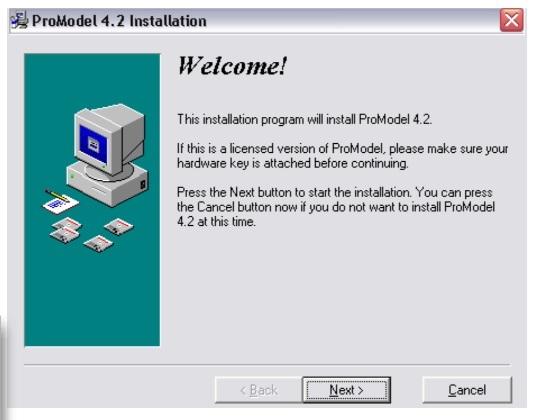 ProModel 4.2 Installation
Welcome!
This installation program will install ProModel 4.2.
If this is a licensed version of ProModel, please make sure your
hardware key is attached before continuing.
Press the Next button to start the installation. You can press
the Cancel button now if you do not want to install ProModel
4.2 at this time.
< Back
Next >
Cancel